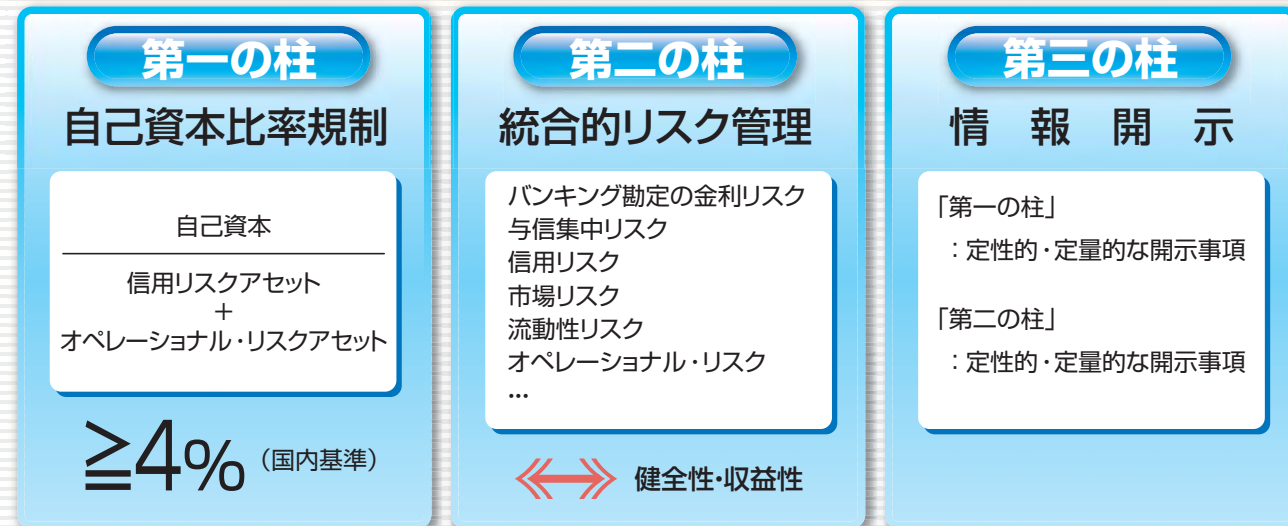 第一の柱
自己資本比率規制
自己資本
信用リスクアセット
+
オペレーショナル・リスクアセット
≧4%（国内基準）
第二の柱
統合的リスク管理
バンキング勘定の金利リスク
与信集中リスク
信用リスク
市場リスク
流動性リスク
オペレーショナル・リスク
…
健全性・収益性
第三の柱
情報開示
「第一の柱」
：定性的・定量的な開示事項
「第二の柱」
：定性的・定量的な開示事項